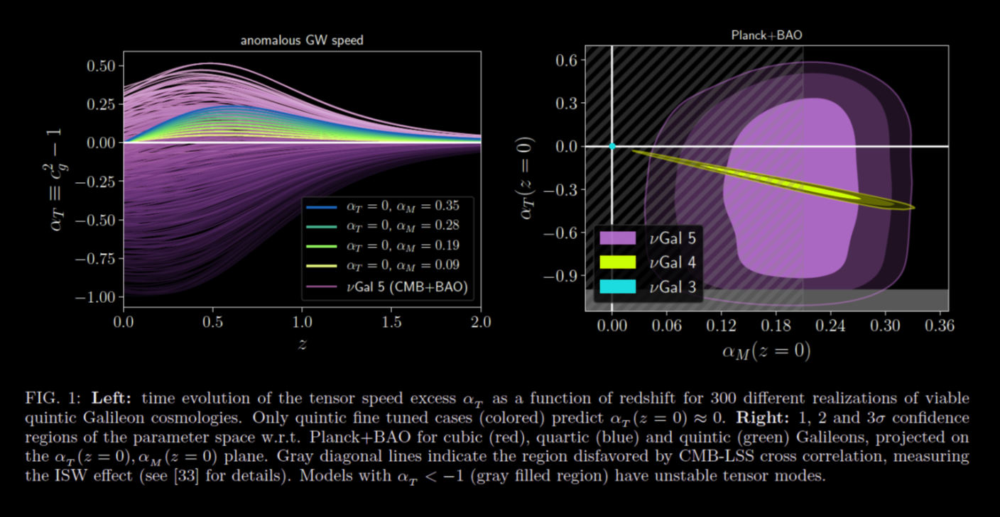 anomalous GW speed
0.50
0.25
0.00
−0.25
−0.50
−0.75
−1.00
α_T ≡ c_g^2 − 1
α_T = 0, α_M = 0.35
α_T = 0, α_M = 0.28
α_T = 0, α_M = 0.19
α_T = 0, α_M = 0.09
νGal 5 (CMB+BAO)
0.0 0.5 1.0 1.5 2.0
z
Planck+BAO
0.6
0.3
0.0
−0.3
−0.6
−0.9
α_T(z = 0)
νGal 5
νGal 4
νGal 3
0.00 0.06 0.12 0.18 0.24 0.30 0.36
α_M(z = 0)
FIG. 1: Left: time evolution of the tensor speed excess α_T as a function of redshift for 300 different realizations of viable
quintic Galileon cosmologies. Only quintic fine tuned cases (colored) predict α_T(z = 0) ≈ 0. Right: 1, 2 and 3σ confidence
regions of the parameter space w.r.t. Planck+BAO for cubic (red), quartic (blue) and quintic (green) Galileons, projected on
the α_T(z = 0), α_M(z = 0) plane. Gray diagonal lines indicate the region disfavored by CMB-LSS cross correlation, measuring
the ISW effect (see [33] for details). Models with α_T < −1 (gray filled region) have unstable tensor modes.